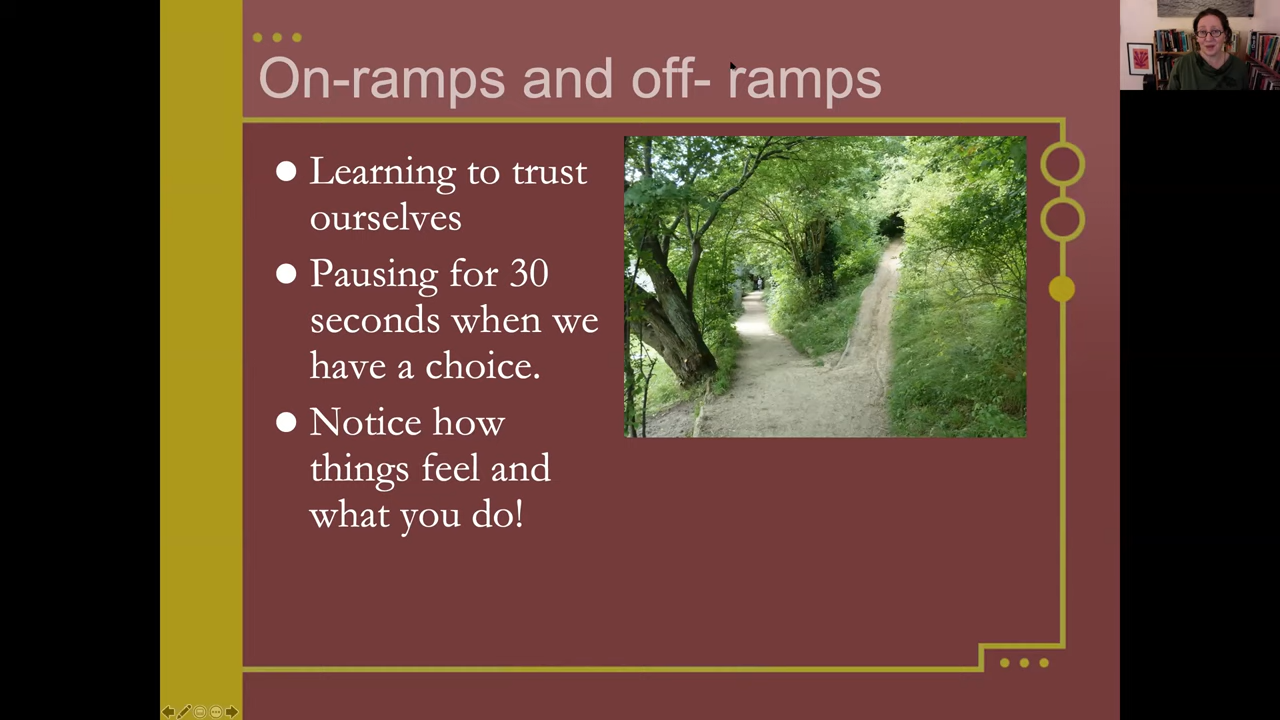 On-ramps and off- ramps
Learning to trust
ourselves
Pausing for 30
seconds when we
have a choice.
Notice how
things feel and
what you do!